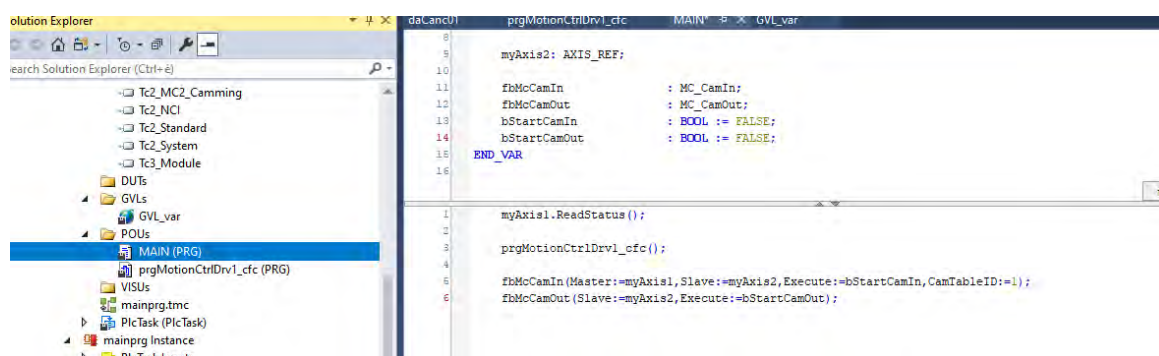 olution Explorer
earch Solution Explorer (Ctrl+è)
Tc2_MC2_Camming
Tc2_NCI
Tc2_Standard
Tc2_System
Tc3_Module
DUTs
GVLs
GVL_var
POUs
MAIN (PRG)
prgMotionCtrlDrv1_cfc (PRG)
VISUs
mainprg.tmc
PlcTask (PlcTask)
mainprg Instance
daCanc01 prgMotionCtrlDrv1_cfc MAIN* GVL_var
8
9 myAxis2: AXIS_REF;
10
11 fbMcCamIn : MC_CamIn;
12 fbMcCamOut : MC_CamOut;
13 bStartCamIn : BOOL := FALSE;
14 bStartCamOut : BOOL := FALSE;
15 END_VAR
16
1 myAxis1.ReadStatus();
2
3 prgMotionCtrlDrv1_cfc();
4
5 fbMcCamIn(Master:=myAxis1,Slave:=myAxis2,Execute:=bStartCamIn,CamTableID:=1);
6 fbMcCamOut(Slave:=myAxis2,Execute:=bStartCamOut);